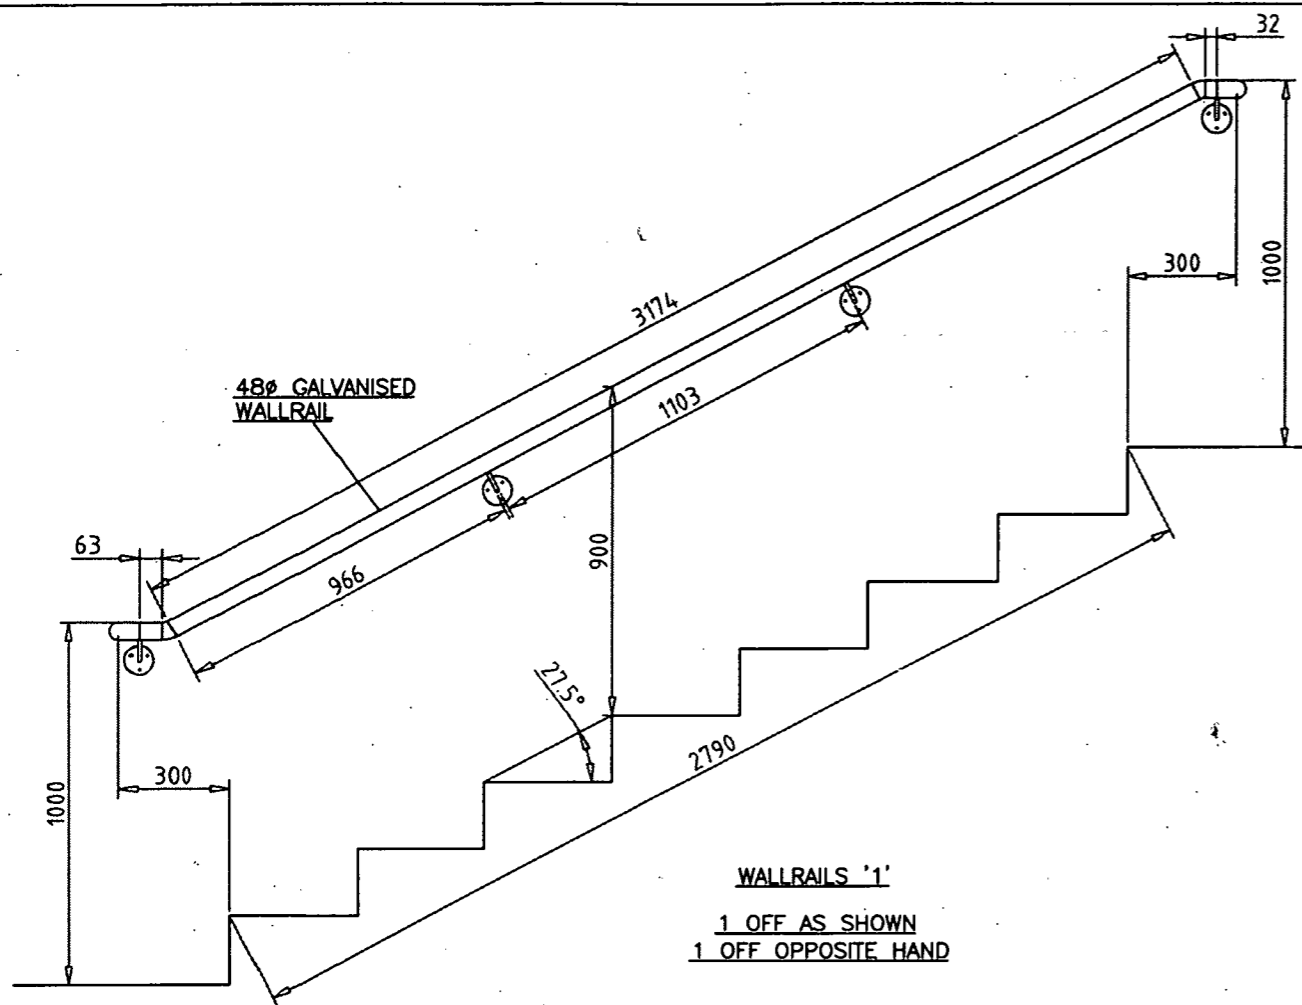 32
3174
300
1000
48ø GALVANISED
WALLRAIL
1103
63
966
900
27.5°
2790
300
1000
WALLRAILS '1'
1 OFF AS SHOWN
1 OFF OPPOSITE HAND